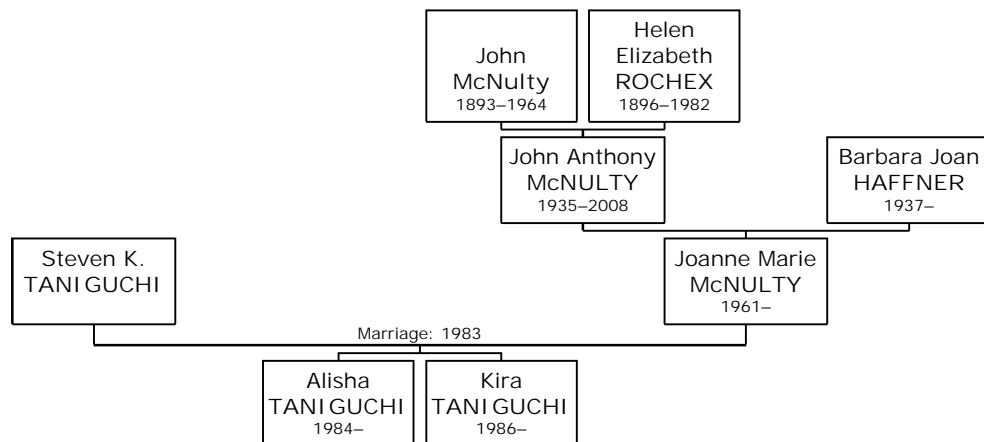 John
McNulty
1893–1964
Helen
Elizabeth
ROCHEX
1896–1982
John Anthony
McNULTY
1935–2008
Barbara Joan
HAFFNER
1937–
Steven K.
TANIGUCHI
Joanne Marie
McNULTY
1961–
Marriage: 1983
Alisha
TANIGUCHI
1984–
Kira
TANIGUCHI
1986–